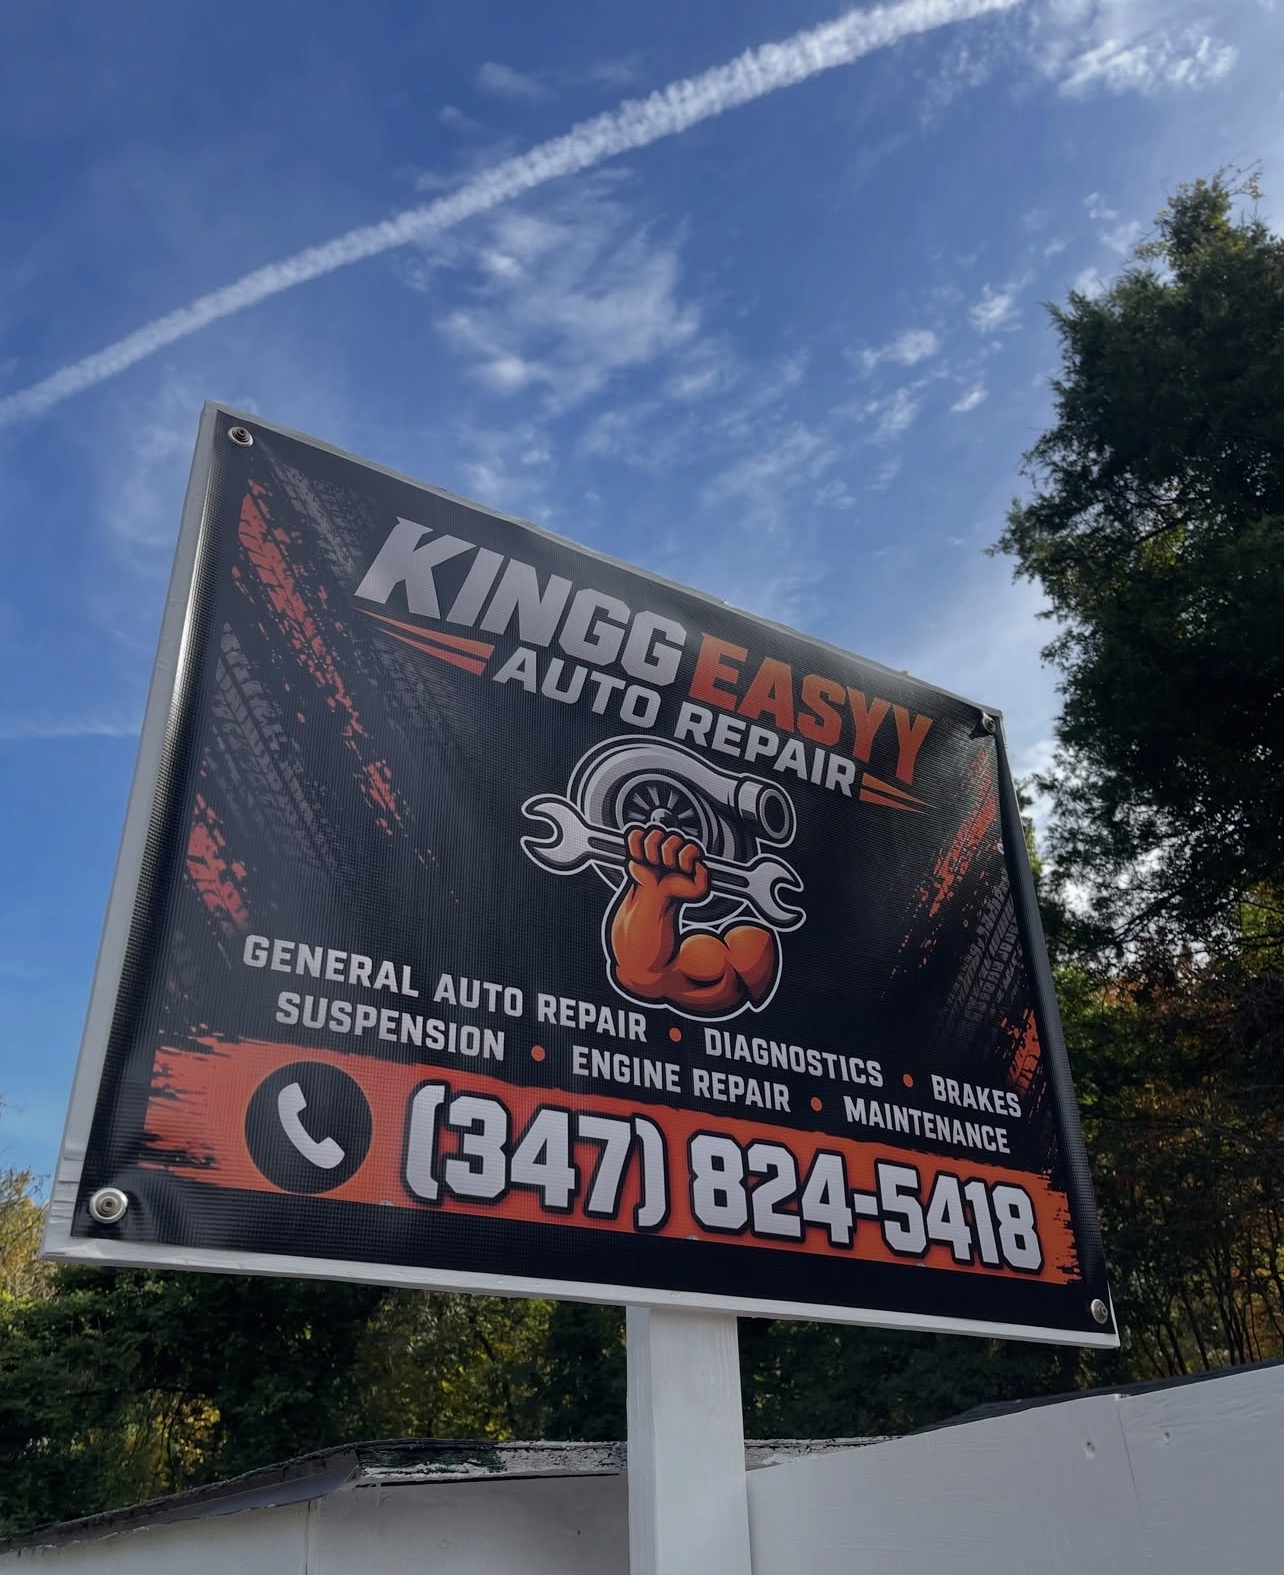 KINGG EASYY
AUTO REPAIR
GENERAL AUTO REPAIR • DIAGNOSTICS • BRAKES
SUSPENSION • ENGINE REPAIR • MAINTENANCE
(347) 824-5418